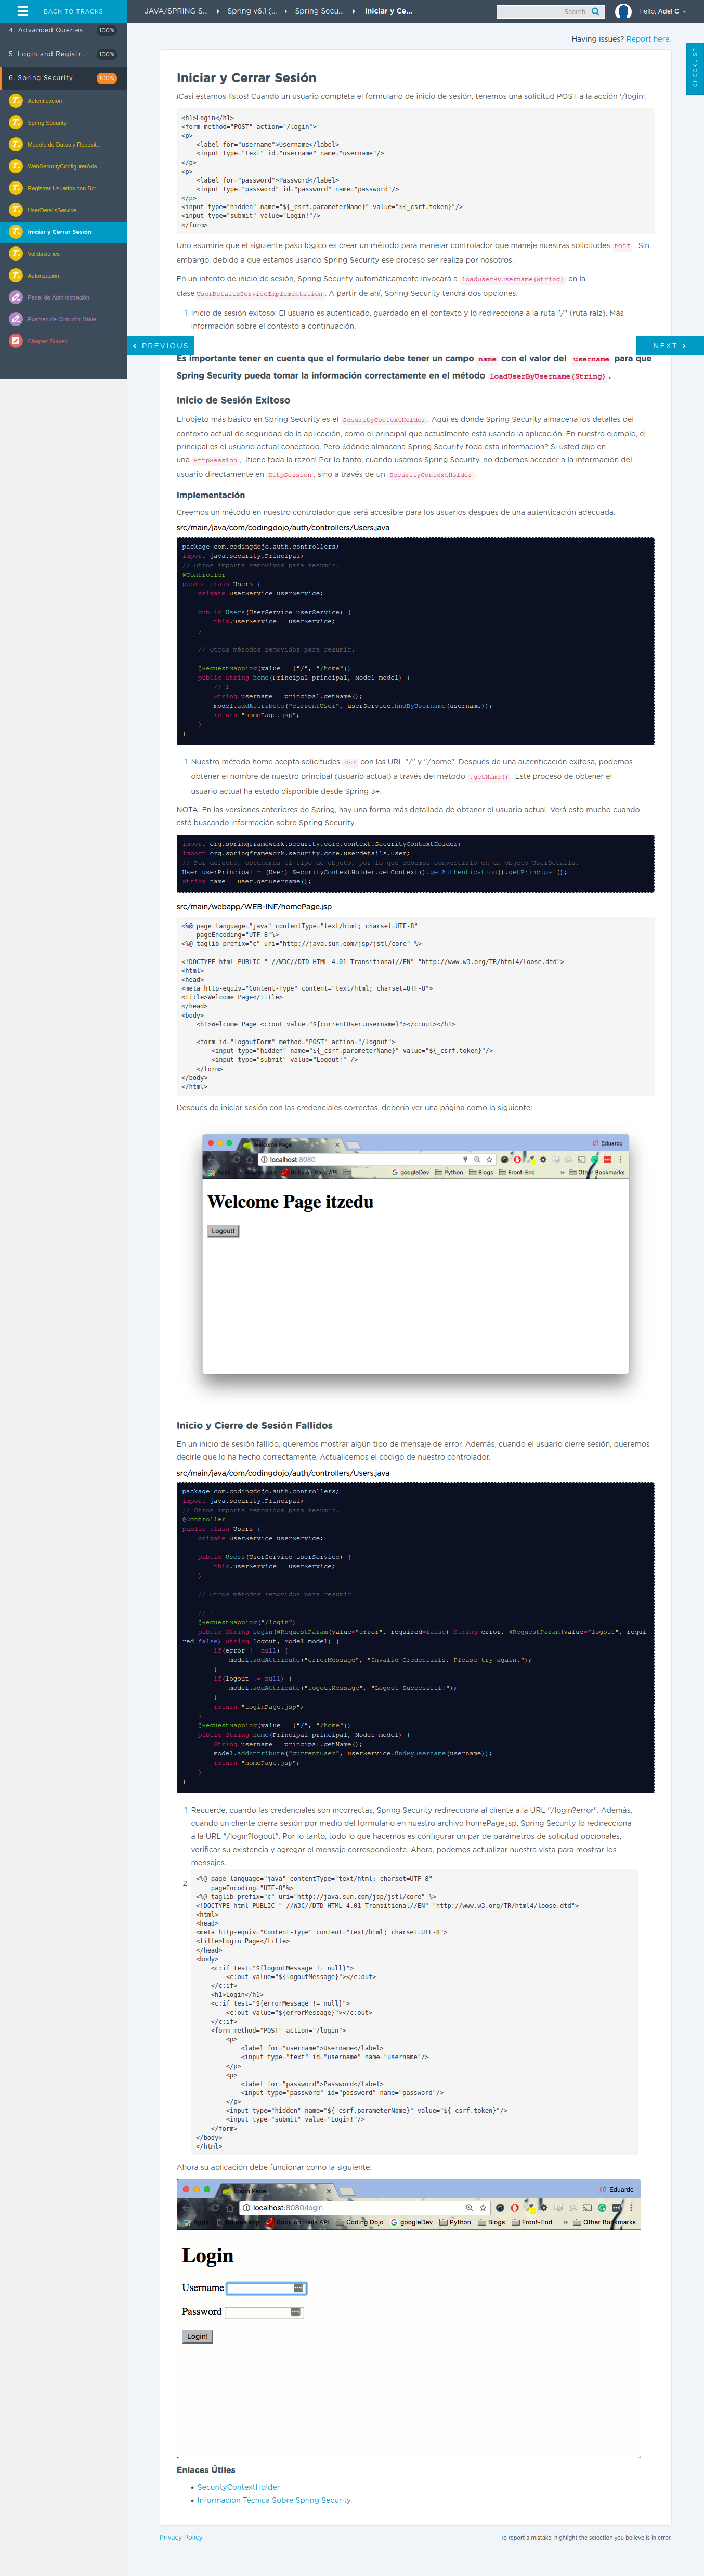 BACK TO TRACKS
JAVA/SPRING S... Spring v6.1 (... Spring Secu... Iniciar y Ce...
Search
Hello, Adel C
4. Advanced Queries 100%
5. Login and Registr... 100%
6. Spring Security 100%
Autenticación
Spring Security
Modelo de Datos y Reposit...
WebSecurityConfigurerAda...
Registrar Usuarios con Bcr...
UserDetailsService
Iniciar y Cerrar Sesión
Validaciones
Autorización
Panel de Administración
Examen de Cinturón: Wate...
Chapter Survey
Having issues? Report here.
CHECKLIST
Iniciar y Cerrar Sesión
¡Casi estamos listos! Cuando un usuario completa el formulario de inicio de sesión, tenemos una solicitud POST a la acción '/login'.
<h1>Login</h1>
<form method="POST" action="/login">
<p>
<label for="username">Username</label>
<input type="text" id="username" name="username"/>
</p>
<p>
<label for="password">Password</label>
<input type="password" id="password" name="password"/>
</p>
<input type="hidden" name="${_csrf.parameterName}" value="${_csrf.token}"/>
<input type="submit" value="Login!"/>
</form>
Uno asumiría que el siguiente paso lógico es crear un método para manejar controlador que maneje nuestras solicitudes POST . Sin
embargo, debido a que estamos usando Spring Security ese proceso ser realiza por nosotros.
En un intento de inicio de sesión, Spring Security automáticamente invocará a loadUserByUsername(String) en la
clase UserDetailsServiceImplementation. A partir de ahí, Spring Security tendrá dos opciones:
1. Inicio de sesión exitoso: El usuario es autenticado, guardado en el contexto y lo redirecciona a la ruta "/" (ruta raíz). Más
información sobre el contexto a continuación.
PREVIOUS
NEXT
Es importante tener en cuenta que el formulario debe tener un campo name con el valor del username para que
Spring Security pueda tomar la información correctamente en el método loadUserByUsername(String) .
Inicio de Sesión Exitoso
El objeto más básico en Spring Security es el SecurityContextHolder. Aquí es donde Spring Security almacena los detalles del
contexto actual de seguridad de la aplicación, como el principal que actualmente está usando la aplicación. En nuestro ejemplo, el
principal es el usuario actual conectado. Pero ¿dónde almacena Spring Security toda esta información? Si usted dijo en
una HttpSession, ¡tiene toda la razón! Por lo tanto, cuando usamos Spring Security, no debemos acceder a la información del
usuario directamente en HttpSession, sino a través de un SecurityContextHolder.
Implementación
Creemos un método en nuestro controlador que será accesible para los usuarios después de una autenticación adecuada.
src/main/java/com/codingdojo/auth/controllers/Users.java
package com.codingdojo.auth.controllers;
import java.security.Principal;
// Otros imports removivos para resumir.
@Controller
public class Users {
private UserService userService;
public Users(UserService userService) {
this.userService = userService;
}
// Otros métodos removidos para resumir.
@RequestMapping(value = {"/", "/home"})
public String home(Principal principal, Model model) {
// 1
String username = principal.getName();
model.addAttribute("currentUser", userService.findByUsername(username));
return "homePage.jsp";
}
}
1. Nuestro método home acepta solicitudes GET con las URL "/" y "/home". Después de una autenticación exitosa, podemos
obtener el nombre de nuestro principal (usuario actual) a través del método .getName(). Este proceso de obtener el
usuario actual ha estado disponible desde Spring 3+.
NOTA: En las versiones anteriores de Spring, hay una forma más detallada de obtener el usuario actual. Verá esto mucho cuando
esté buscando información sobre Spring Security.
import org.springframework.security.core.context.SecurityContextHolder;
import org.springframework.security.core.userdetails.User;
// Por defecto, obtenemos el tipo de objeto, por lo que debemos convertirlo en un objeto UserDetails.
User userPrincipal = (User) SecurityContextHolder.getContext().getAuthentication().getPrincipal();
String name = user.getUsername();
src/main/webapp/WEB-INF/homePage.jsp
<%@ page language="java" contentType="text/html; charset=UTF-8"
pageEncoding="UTF-8"%>
<%@ taglib prefix="c" uri="http://java.sun.com/jsp/jstl/core" %>
<!DOCTYPE html PUBLIC "-//W3C//DTD HTML 4.01 Transitional//EN" "http://www.w3.org/TR/html4/loose.dtd">
<html>
<head>
<meta http-equiv="Content-Type" content="text/html; charset=UTF-8">
<title>Welcome Page</title>
</head>
<body>
<h1>Welcome Page <c:out value="${currentUser.username}"></c:out></h1>
<form id="logoutForm" method="POST" action="/logout">
<input type="hidden" name="${_csrf.parameterName}" value="${_csrf.token}"/>
<input type="submit" value="Logout!" />
</form>
</body>
</html>
Después de iniciar sesión con las credenciales correctas, debería ver una página como la siguiente:
Welcome Page
Eduardo
localhost:8080
googleDev Python Blogs Front-End » Other Bookmarks
Welcome Page itzedu
Logout!
Inicio y Cierre de Sesión Fallidos
En un inicio de sesión fallido, queremos mostrar algún tipo de mensaje de error. Además, cuando el usuario cierre sesión, queremos
decirle que lo ha hecho correctamente. Actualicemos el código de nuestro controlador.
src/main/java/com/codingdojo/auth/controllers/Users.java
package com.codingdojo.auth.controllers;
import java.security.Principal;
// Otros imports removidos para resumir.
@Controller
public class Users {
private UserService userService;
public Users(UserService userService) {
this.userService = userService;
}
// Otros métodos removidos para resumir
// 1
@RequestMapping("/login")
public String login(@RequestParam(value="error", required=false) String error, @RequestParam(value="logout", requi
red=false) String logout, Model model) {
if(error != null) {
model.addAttribute("errorMessage", "Invalid Credentials, Please try again.");
}
if(logout != null) {
model.addAttribute("logoutMessage", "Logout Successful!");
}
return "loginPage.jsp";
}
@RequestMapping(value = {"/", "/home"})
public String home(Principal principal, Model model) {
String username = principal.getName();
model.addAttribute("currentUser", userService.findByUsername(username));
return "homePage.jsp";
}
}
1. Recuerde, cuando las credenciales son incorrectas, Spring Security redirecciona al cliente a la URL "/login?error". Además,
cuando un cliente cierra sesión por medio del formulario en nuestro archivo homePage.jsp, Spring Security lo redirecciona
a la URL "/login?logout". Por lo tanto, todo lo que hacemos es configurar un par de parámetros de solicitud opcionales,
verificar su existencia y agregar el mensaje correspondiente. Ahora, podemos actualizar nuestra vista para mostrar los
mensajes.
2.
<%@ page language="java" contentType="text/html; charset=UTF-8"
pageEncoding="UTF-8"%>
<%@ taglib prefix="c" uri="http://java.sun.com/jsp/jstl/core" %>
<!DOCTYPE html PUBLIC "-//W3C//DTD HTML 4.01 Transitional//EN" "http://www.w3.org/TR/html4/loose.dtd">
<html>
<head>
<meta http-equiv="Content-Type" content="text/html; charset=UTF-8">
<title>Login Page</title>
</head>
<body>
<c:if test="${logoutMessage != null}">
<c:out value="${logoutMessage}"></c:out>
</c:if>
<h1>Login</h1>
<c:if test="${errorMessage != null}">
<c:out value="${errorMessage}"></c:out>
</c:if>
<form method="POST" action="/login">
<p>
<label for="username">Username</label>
<input type="text" id="username" name="username"/>
</p>
<p>
<label for="password">Password</label>
<input type="password" id="password" name="password"/>
</p>
<input type="hidden" name="${_csrf.parameterName}" value="${_csrf.token}"/>
<input type="submit" value="Login!"/>
</form>
</body>
</html>
Ahora su aplicación debe funcionar como la siguiente:
Login Page
Eduardo
localhost:8080/login
Apps Coding Dojo googleDev Python Blogs Front-End » Other Bookmarks
Login
Username
Password
Login!
Enlaces Útiles
SecurityContextHolder
Información Técnica Sobre Spring Security.
Privacy Policy
To report a mistake, highlight the selection you believe is in error.